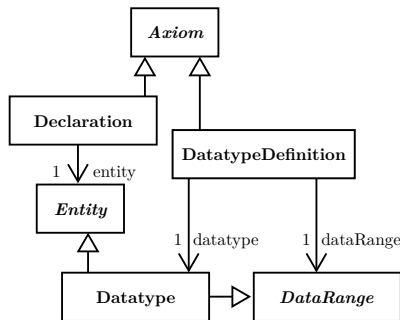 Axiom
Declaration
DatatypeDefinition
1 entity
Entity
1 datatype
1 dataRange
Datatype
DataRange